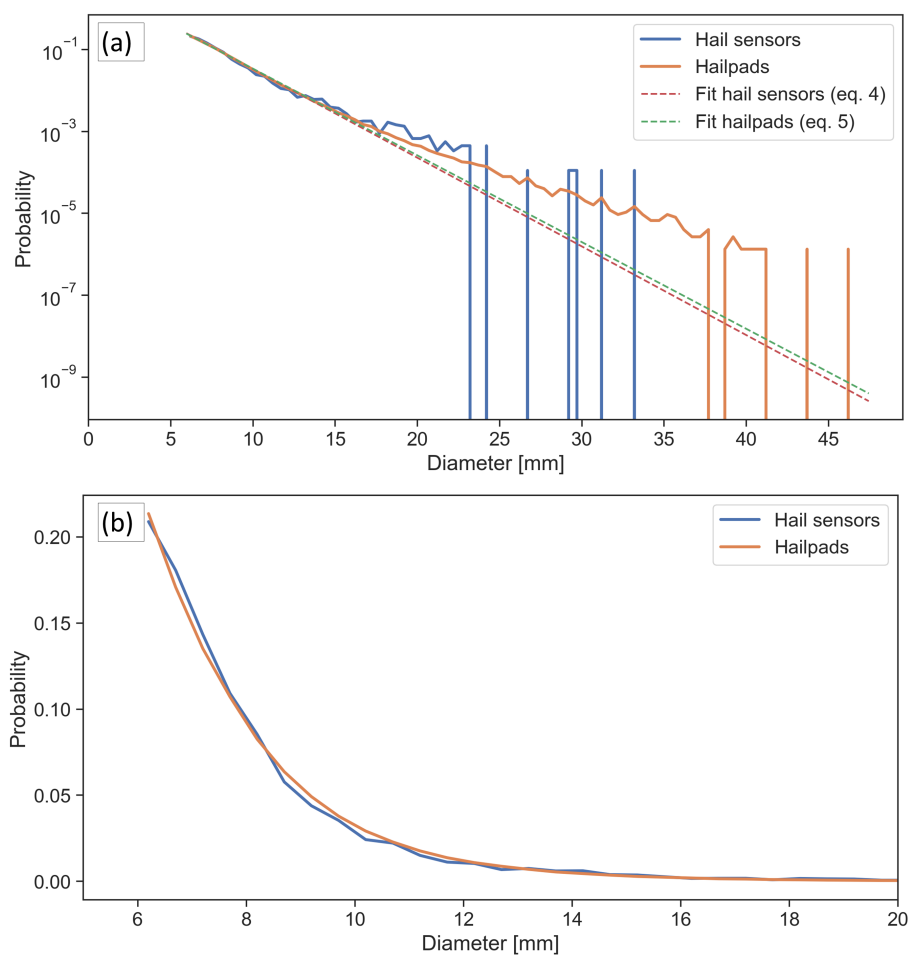 (a)
Hail sensors
Hailpads
Fit hail sensors (eq. 4)
Fit hailpads (eq. 5)
Probability
10⁻¹
10⁻³
10⁻⁵
10⁻⁷
10⁻⁹
0 5 10 15 20 25 30 35 40 45
Diameter [mm]
(b)
Hail sensors
Hailpads
Probability
0.20
0.15
0.10
0.05
0.00
6 8 10 12 14 16 18 20
Diameter [mm]